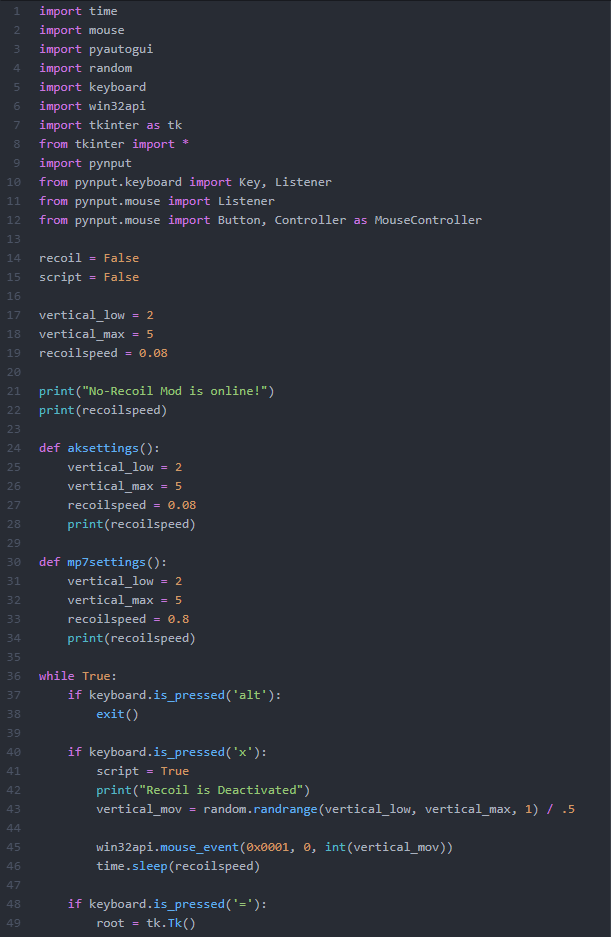 1 import time
2 import mouse
3 import pyautogui
4 import random
5 import keyboard
6 import win32api
7 import tkinter as tk
8 from tkinter import *
9 import pynput
10 from pynput.keyboard import Key, Listener
11 from pynput.mouse import Listener
12 from pynput.mouse import Button, Controller as MouseController
13
14 recoil = False
15 script = False
16
17 vertical_low = 2
18 vertical_max = 5
19 recoilspeed = 0.08
20
21 print("No-Recoil Mod is online!")
22 print(recoilspeed)
23
24 def aksettings():
25     vertical_low = 2
26     vertical_max = 5
27     recoilspeed = 0.08
28     print(recoilspeed)
29
30 def mp7settings():
31     vertical_low = 2
32     vertical_max = 5
33     recoilspeed = 0.8
34     print(recoilspeed)
35
36 while True:
37     if keyboard.is_pressed('alt'):
38         exit()
39
40     if keyboard.is_pressed('x'):
41         script = True
42         print("Recoil is Deactivated")
43         vertical_mov = random.randrange(vertical_low, vertical_max, 1) / .5
44
45         win32api.mouse_event(0x0001, 0, int(vertical_mov))
46         time.sleep(recoilspeed)
47
48     if keyboard.is_pressed('='):
49         root = tk.Tk()